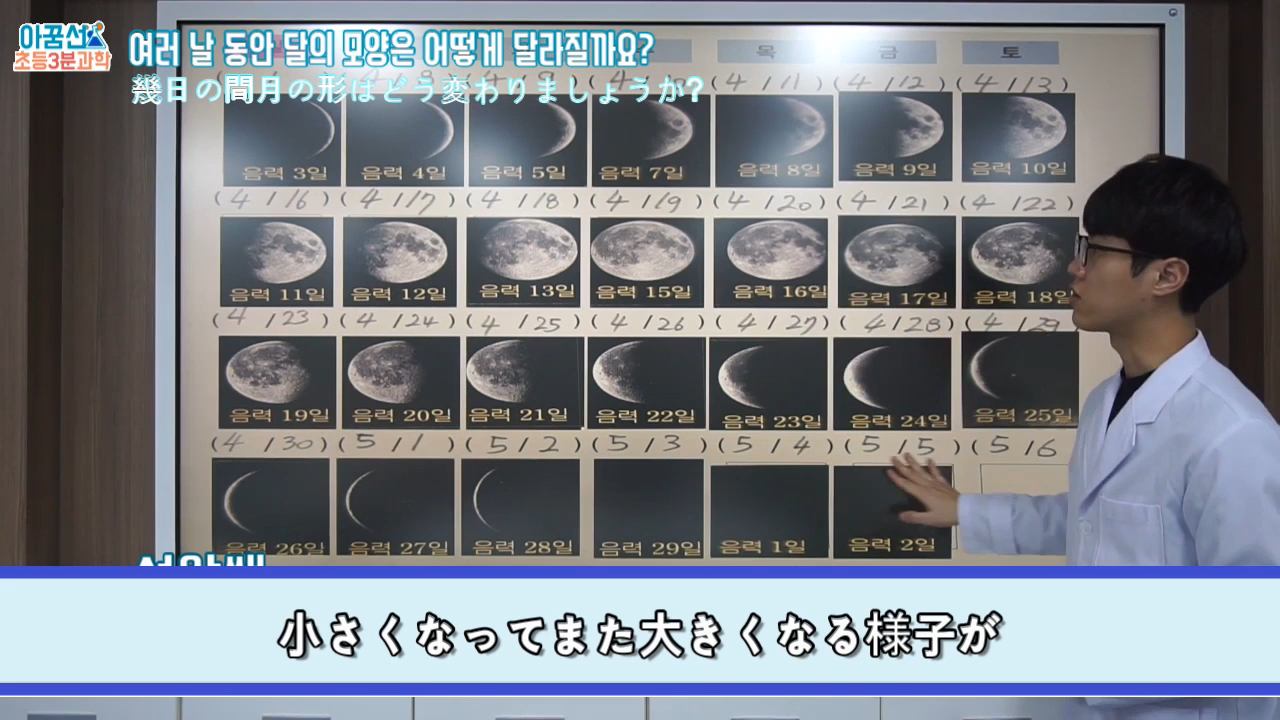 아꿈선
초등3분과학
여러 날 동안 달의 모양은 어떻게 달라질까요?
幾日の間月の形はどう変わりましょうか?
목 금 토
4 / 11 4 / 12 4 / 13
음력 3일 음력 4일 음력 5일 음력 7일 음력 8일 음력 9일 음력 10일
(4 / 16) (4 / 17) (4 / 18) (4 / 19) (4 / 20) (4 / 21) (4 / 22)
음력 11일 음력 12일 음력 13일 음력 15일 음력 16일 음력 17일 음력 18일
(4 / 23) (4 / 24) (4 / 25) (4 / 26) (4 / 27) (4 / 28) (4 / 29)
음력 19일 음력 20일 음력 21일 음력 22일 음력 23일 음력 24일 음력 25일
(4 / 30) (5 / 1) (5 / 2) (5 / 3) (5 / 4) (5 / 5) (5 / 6)
음력 26일 음력 27일 음력 28일 음력 29일 음력 1일 음력 2일
小さくなってまた大きくなる様子が